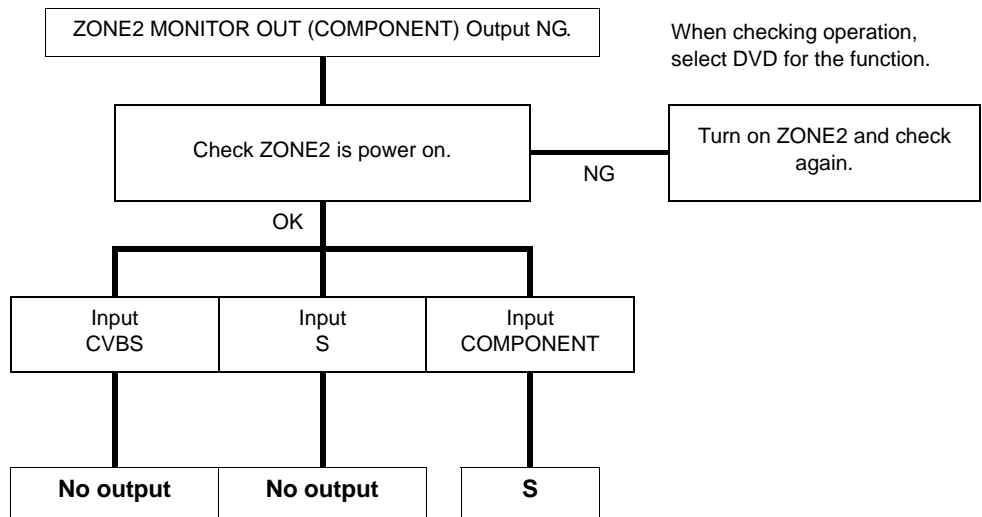 ZONE2 MONITOR OUT (COMPONENT) Output NG.
When checking operation,
select DVD for the function.
Check ZONE2 is power on.
NG
Turn on ZONE2 and check
again.
OK
Input
CVBS
Input
S
Input
COMPONENT
No output
No output
S